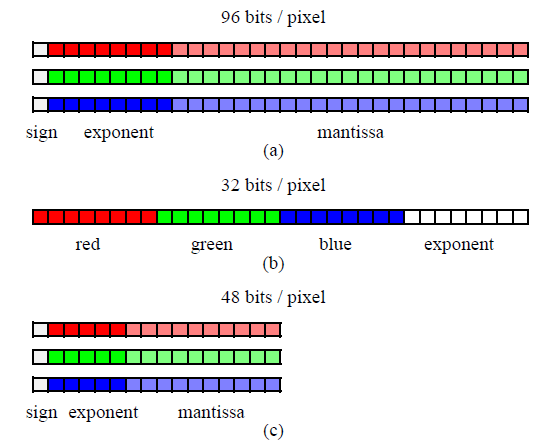 96 bits / pixel
sign exponent mantissa
(a)
32 bits / pixel
red green blue exponent
(b)
48 bits / pixel
sign exponent mantissa
(c)